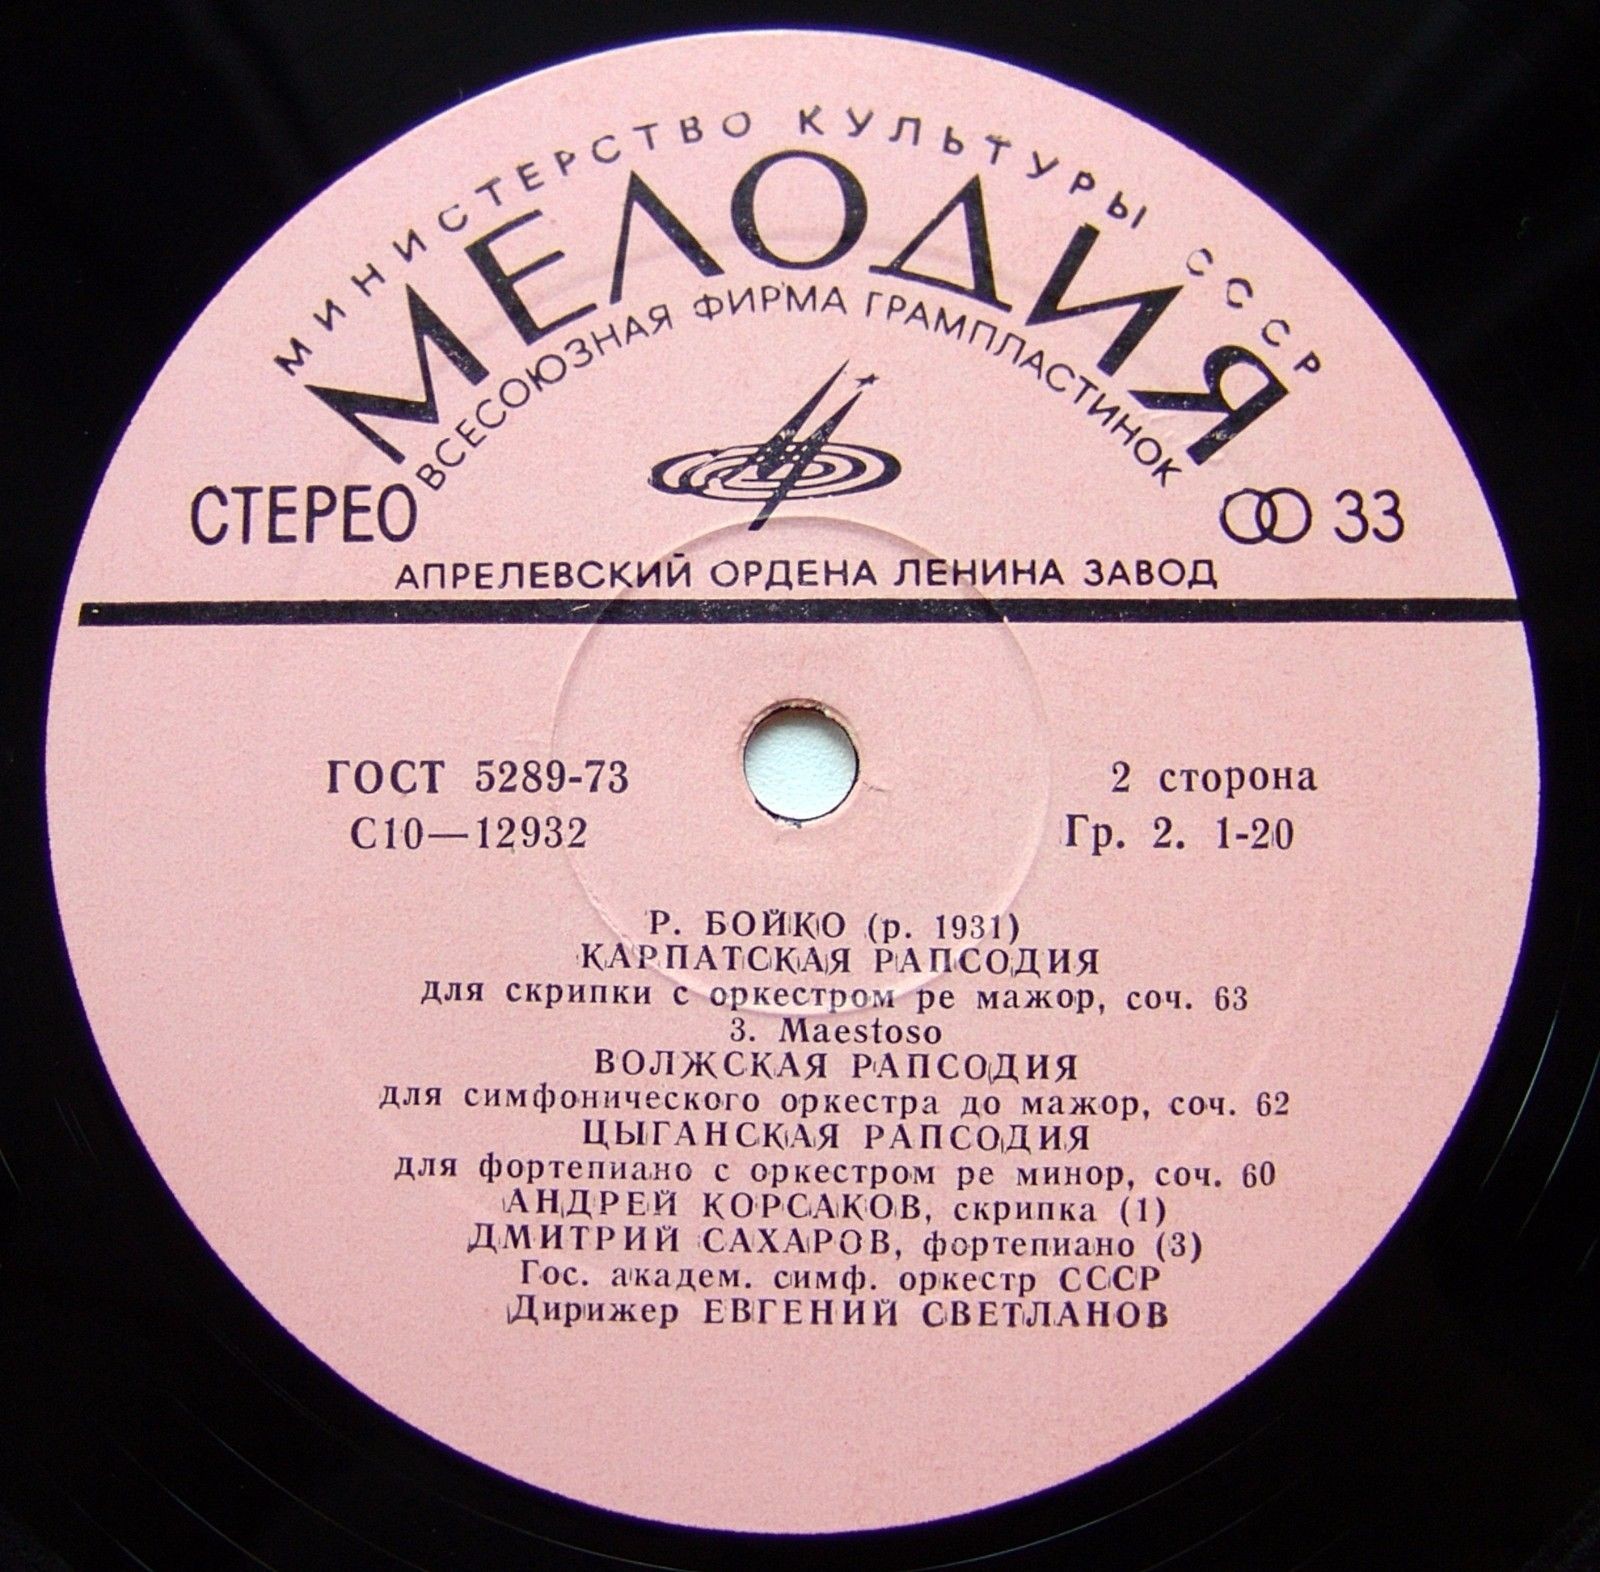 МИНИСТЕРСТВО КУЛЬТУРЫ СССР
МЕЛОДИЯ
ВСЕСОЮЗНАЯ ФИРМА ГРАМПЛАСТИНОК
СТЕРЕО
33
АПРЕЛЕВСКИЙ ОРДЕНА ЛЕНИНА ЗАВОД
ГОСТ 5289-73
2 сторона
С10—12932
Гр. 2. 1-20
Р. БОЙКО (р. 1931)
КАРПАТСКАЯ РАПСОДИЯ
для скрипки с оркестром ре мажор, соч. 63
3. Maestoso
ВОЛЖСКАЯ РАПСОДИЯ
для симфонического оркестра до мажор, соч. 62
ЦЫГАНСКАЯ РАПСОДИЯ
для фортепиано с оркестром ре минор, соч. 60
АНДРЕЙ КОРСАКОВ, скрипка (1)
ДМИТРИЙ САХАРОВ, фортепиано (3)
Гос. академ. симф. оркестр СССР
Дирижер ЕВГЕНИЙ СВЕТЛАНОВ